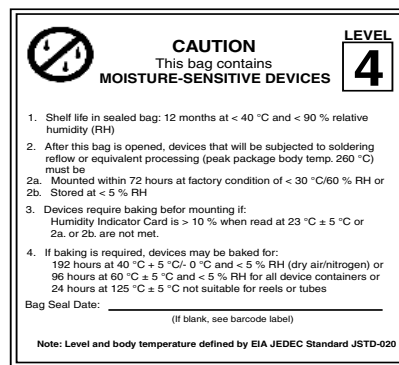 CAUTION
This bag contains
MOISTURE-SENSITIVE DEVICES
LEVEL
4
1. Shelf life in sealed bag: 12 months at < 40 °C and < 90 % relative
humidity (RH)
2. After this bag is opened, devices that will be subjected to soldering
reflow or equivalent processing (peak package body temp. 260 °C)
must be
2a. Mounted within 72 hours at factory condition of < 30 °C/60 % RH or
2b. Stored at < 5 % RH
3. Devices require baking befor mounting if:
Humidity Indicator Card is > 10 % when read at 23 °C ± 5 °C or
2a. or 2b. are not met.
4. If baking is required, devices may be baked for:
192 hours at 40 °C + 5 °C/- 0 °C and < 5 % RH (dry air/nitrogen) or
96 hours at 60 °C ± 5 °C and < 5 % RH for all device containers or
24 hours at 125 °C ± 5 °C not suitable for reels or tubes
Bag Seal Date:
(If blank, see barcode label)
Note: Level and body temperature defined by EIA JEDEC Standard JSTD-020